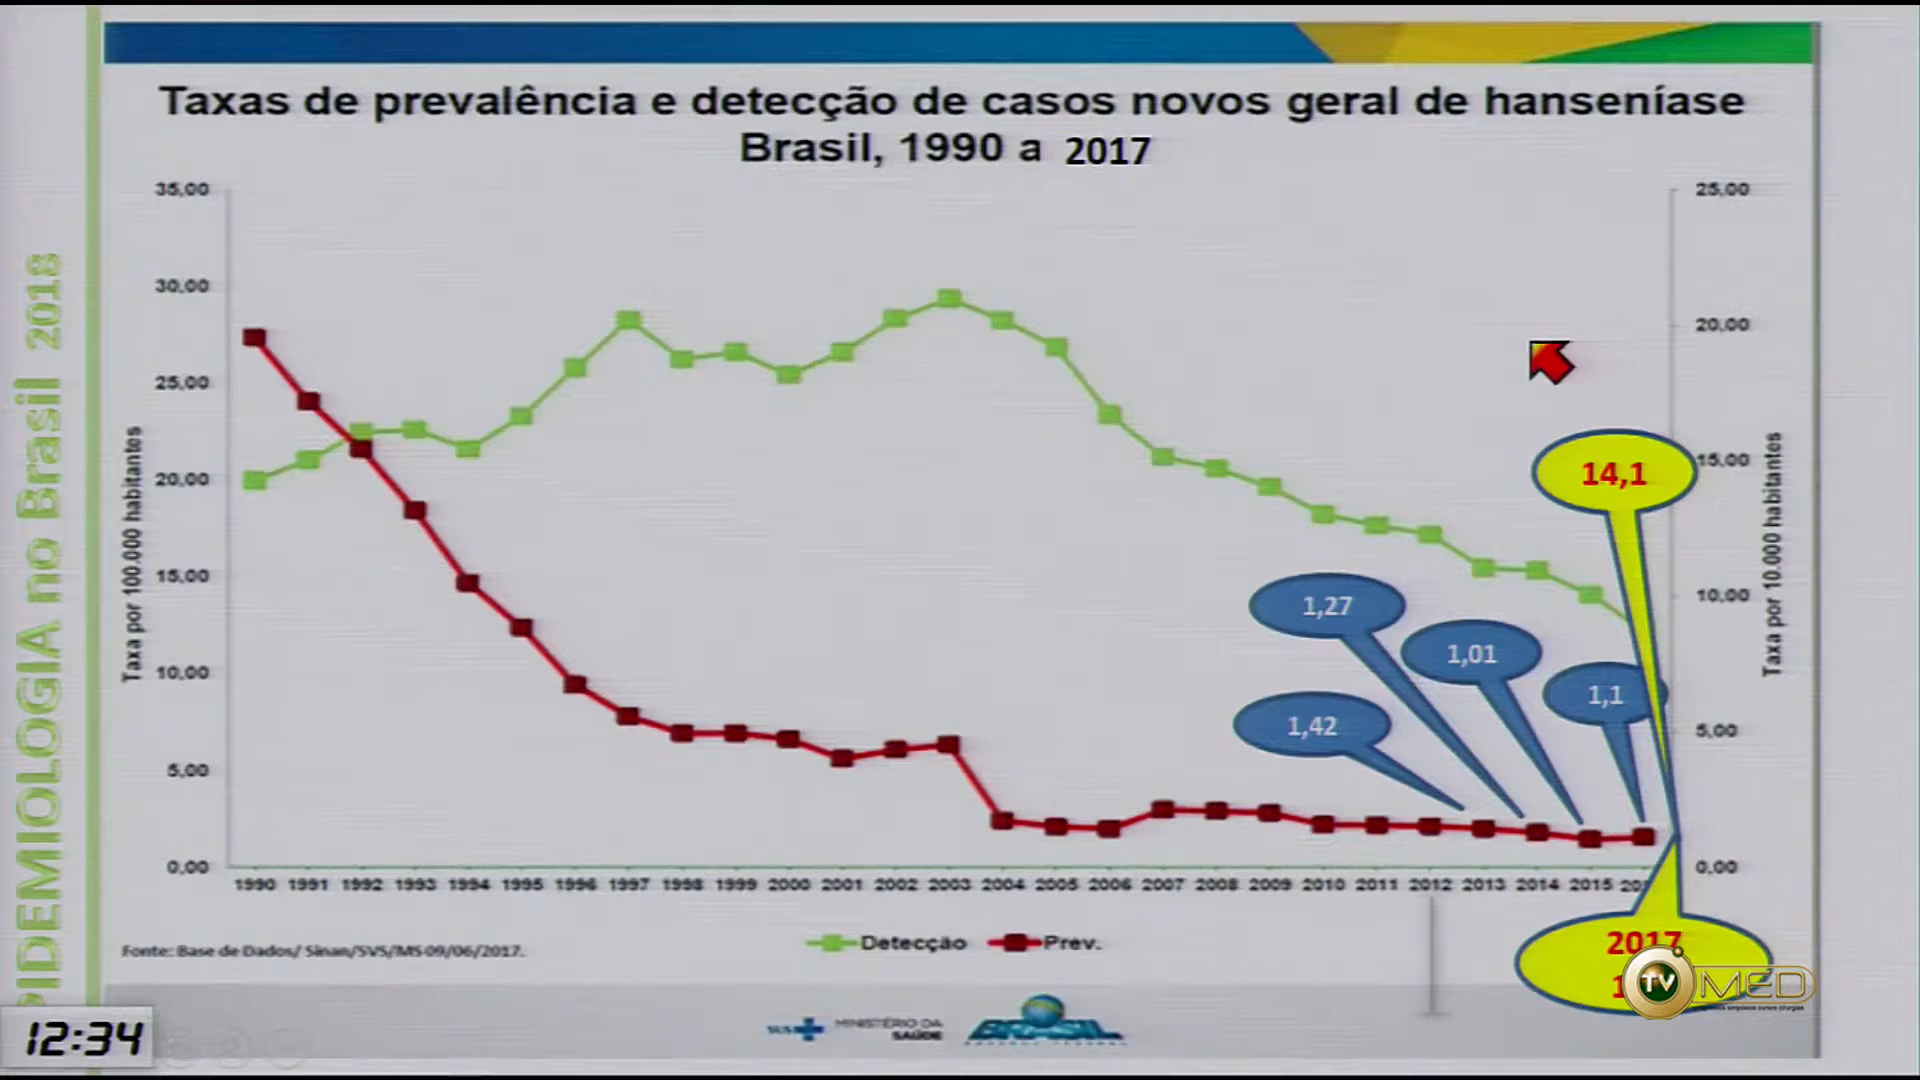 Taxas de prevalência e detecção de casos novos geral de hanseníase
Brasil, 1990 a 2017
EPIDEMIOLOGIA no Brasil 2018
35,00
30,00
25,00
20,00
15,00
10,00
5,00
0,00
Taxa por 100.000 habitantes
25,00
20,00
15,00
10,00
5,00
0,00
Taxa por 10.000 habitantes
14,1
1,27
1,01
1,1
1,42
1990 1991 1992 1993 1994 1995 1996 1997 1998 1999 2000 2001 2002 2003 2004 2005 2006 2007 2008 2009 2010 2011 2012 2013 2014 2015
Detecção Prev.
2017
Fonte: Base de Dados/ Sinan/SVS/MS 09/06/2017.
SUS MINISTÉRIO DA
SAÚDE
BRASIL
GOVERNO FEDERAL
TV MED
12:34